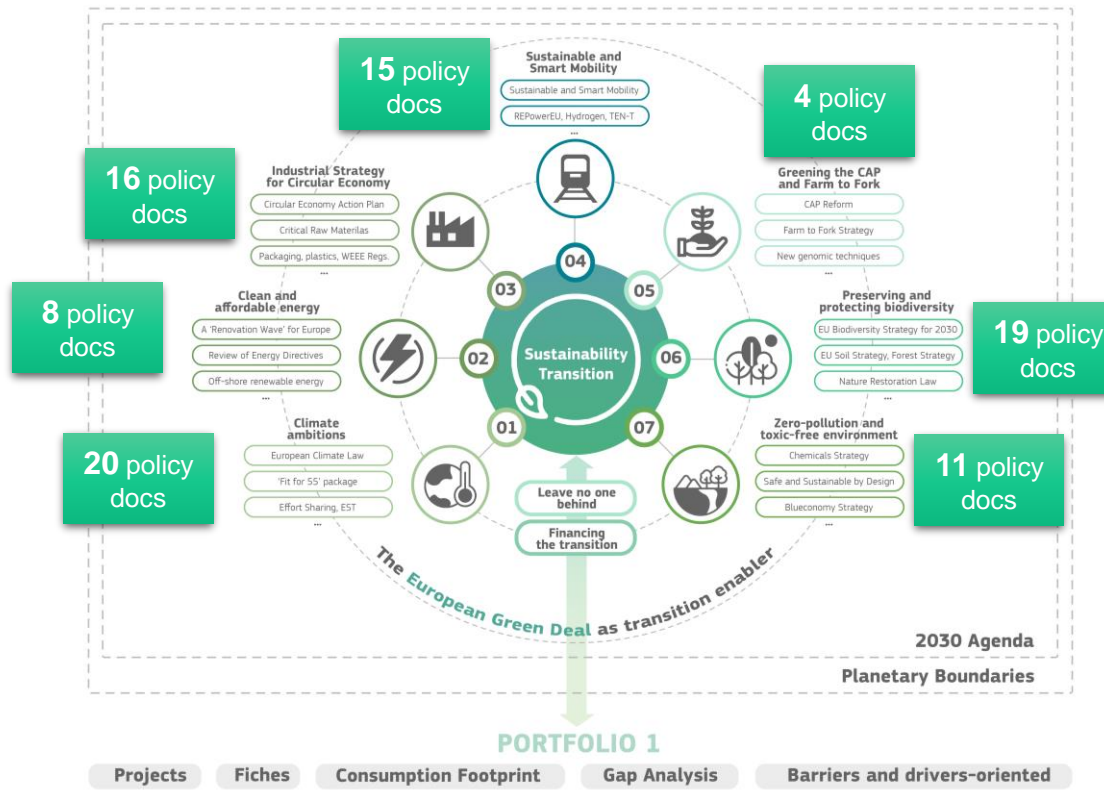 15 policy
docs
Sustainable and
Smart Mobility
Sustainable and Smart Mobility
REPowerEU, Hydrogen, TEN-T
...
4 policy
docs
16 policy
docs
Industrial Strategy
for Circular Economy
Circular Economy Action Plan
Critical Raw Materilas
Packaging, plastics, WEEE Regs.
...
Greening the CAP
and Farm to Fork
CAP Reform
Farm to Fork Strategy
New genomic techniques
...
8 policy
docs
Clean and
affordable energy
A 'Renovation Wave' for Europe
Review of Energy Directives
Off-shore renewable energy
...
Preserving and
protecting biodiversity
EU Biodiversity Strategy for 2030
EU Soil Strategy, Forest Strategy
Nature Restoration Law
...
19 policy
docs
20 policy
docs
Climate
ambitions
European Climate Law
'Fit for 55' package
Effort Sharing, EST
...
Zero-pollution and
toxic-free environment
Chemicals Strategy
Safe and Sustainable by Design
Blueconomy Strategy
...
11 policy
docs
01
02
03
04
05
06
07
Sustainability
Transition
Leave no one
behind
Financing
the transition
The European Green Deal as transition enabler
2030 Agenda
Planetary Boundaries
PORTFOLIO 1
Projects
Fiches
Consumption Footprint
Gap Analysis
Barriers and drivers-oriented